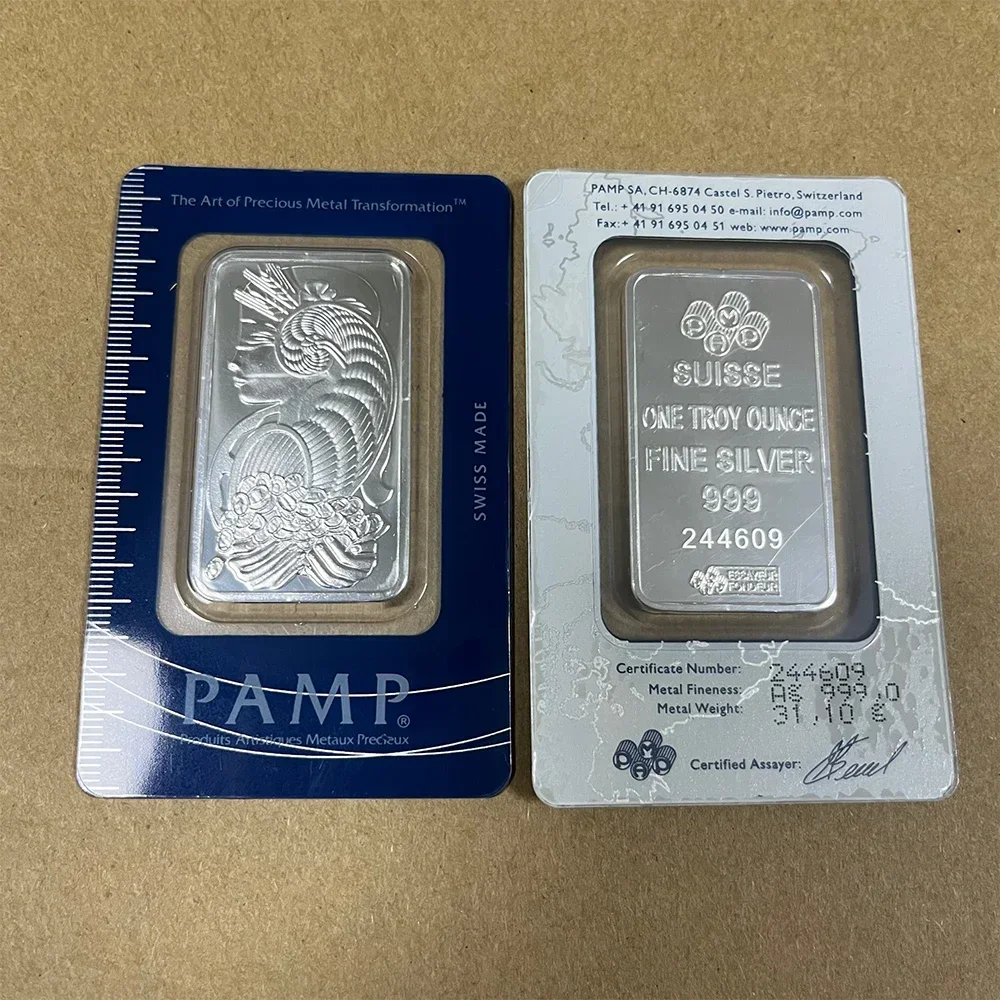 The Art of Precious Metal Transformation™
SWISS MADE
PAMP®
Produits Artistiques Metaux Precieux
PAMP SA, CH-6874 Castel S. Pietro, Switzerland
Tel.: + 41 91 695 04 50 e-mail: info@pamp.com
Fax: + 41 91 695 04 51 web: www.pamp.com
PAMP
SUISSE
ONE TROY OUNCE
FINE SILVER
999
244609
ESSAYEUR
FONDEUR
Certificate Number: 244609
Metal Fineness: Ag 999,0
Metal Weight: 31,10 g
PAMP
Certified Assayer: